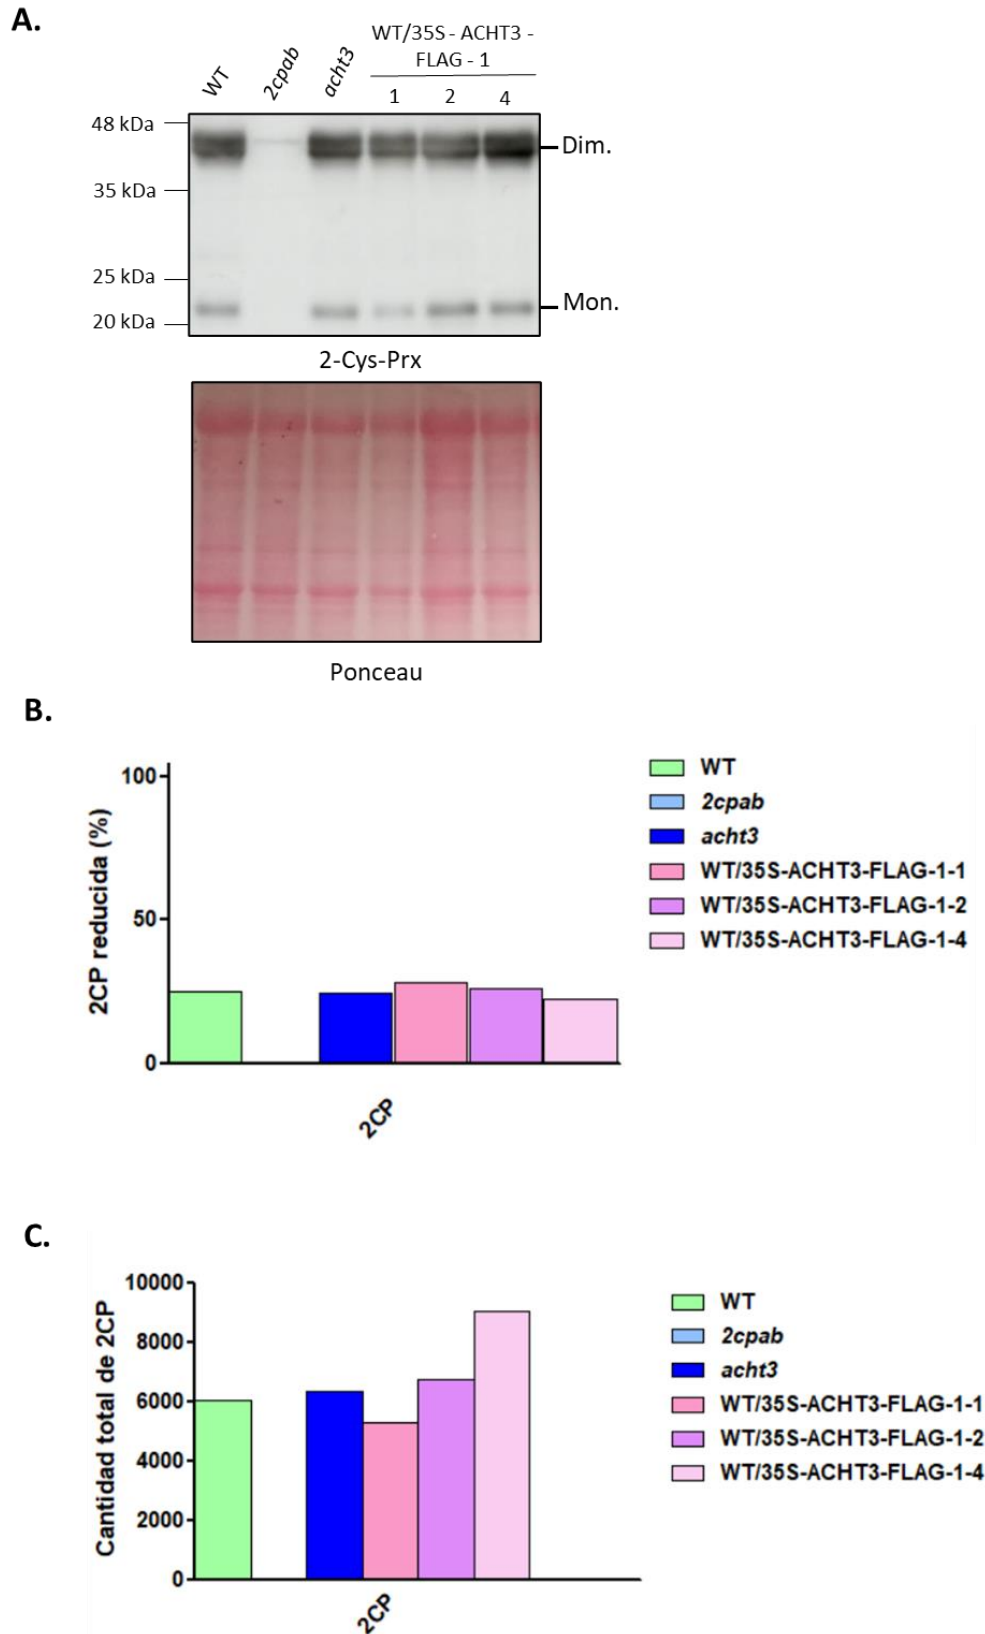 A.
WT
2cpab
acht3
WT/35S - ACHT3 -
FLAG - 1
1 2 4
48 kDa
Dim.
35 kDa
25 kDa
Mon.
20 kDa
2-Cys-Prx
Ponceau
B.
2CP reducida (%)
100
50
0
2CP
WT
2cpab
acht3
WT/35S-ACHT3-FLAG-1-1
WT/35S-ACHT3-FLAG-1-2
WT/35S-ACHT3-FLAG-1-4
C.
Cantidad total de 2CP
10000
8000
6000
4000
2000
0
2CP
WT
2cpab
acht3
WT/35S-ACHT3-FLAG-1-1
WT/35S-ACHT3-FLAG-1-2
WT/35S-ACHT3-FLAG-1-4